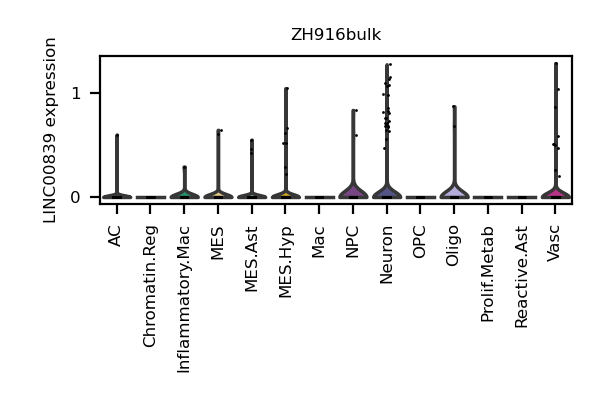 ZH916bulk
LINC00839 expression
1
0
AC
Chromatin.Reg
Inflammatory.Mac
MES
MES.Ast
MES.Hyp
Mac
NPC
Neuron
OPC
Oligo
Prolif.Metab
Reactive.Ast
Vasc